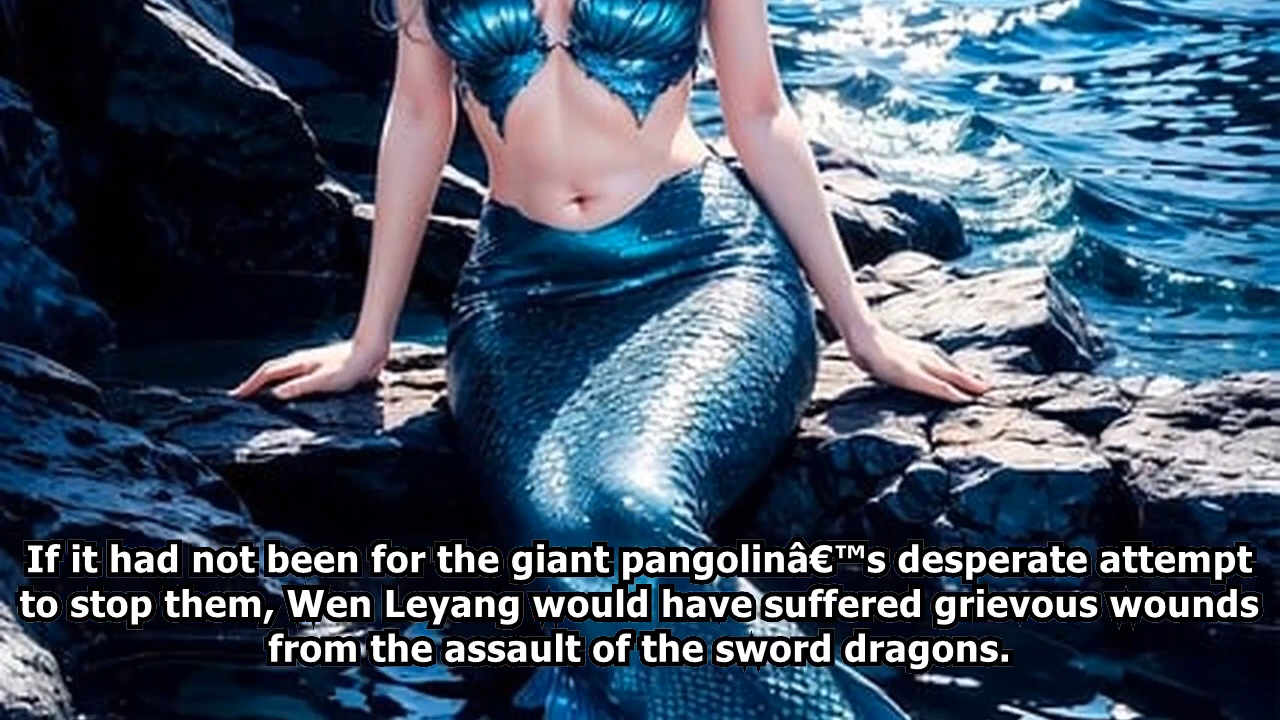 If it had not been for the giant pangolinâ€™s desperate attempt
to stop them, Wen Leyang would have suffered grievous wounds
from the assault of the sword dragons.